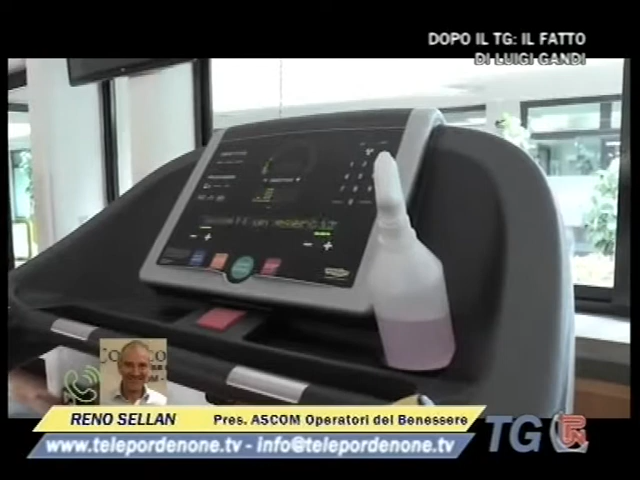 DOPO IL TG: IL FATTO
DI LUIGI GANDI
RENO SELLAN
Pres. ASCOM Operatori del Benessere
www.telepordenone.tv - info@telepordenone.tv
TG